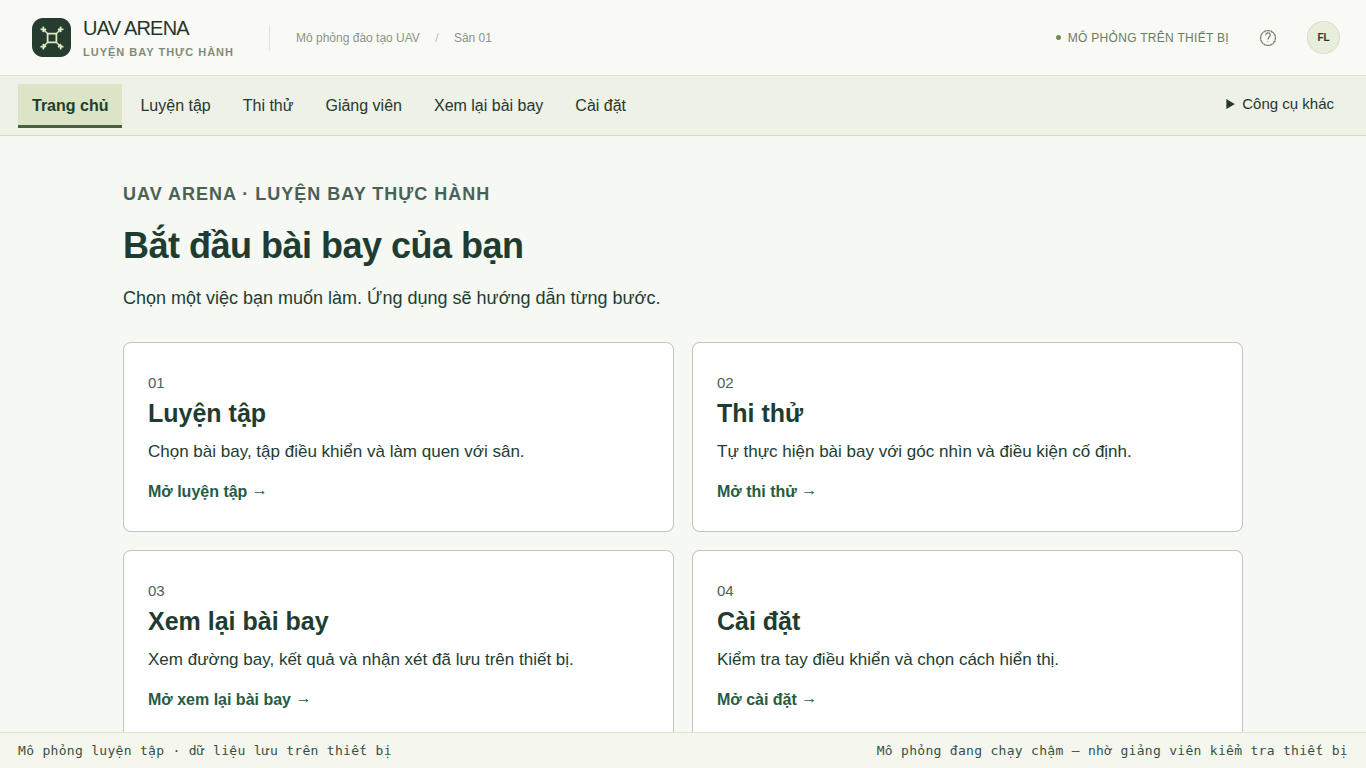 UAV ARENA
LUYỆN BAY THỰC HÀNH
Mô phỏng đào tạo UAV / Sân 01
MÔ PHỎNG TRÊN THIẾT BỊ
FL
Trang chủ
Luyện tập
Thi thử
Giảng viên
Xem lại bài bay
Cài đặt
Công cụ khác
UAV ARENA · LUYỆN BAY THỰC HÀNH
Bắt đầu bài bay của bạn
Chọn một việc bạn muốn làm. Ứng dụng sẽ hướng dẫn từng bước.
01
Luyện tập
Chọn bài bay, tập điều khiển và làm quen với sân.
Mở luyện tập →
02
Thi thử
Tự thực hiện bài bay với góc nhìn và điều kiện cố định.
Mở thi thử →
03
Xem lại bài bay
Xem đường bay, kết quả và nhận xét đã lưu trên thiết bị.
Mở xem lại bài bay →
04
Cài đặt
Kiểm tra tay điều khiển và chọn cách hiển thị.
Mở cài đặt →
Mô phỏng luyện tập · dữ liệu lưu trên thiết bị
Mô phỏng đang chạy chậm — nhờ giảng viên kiểm tra thiết bị